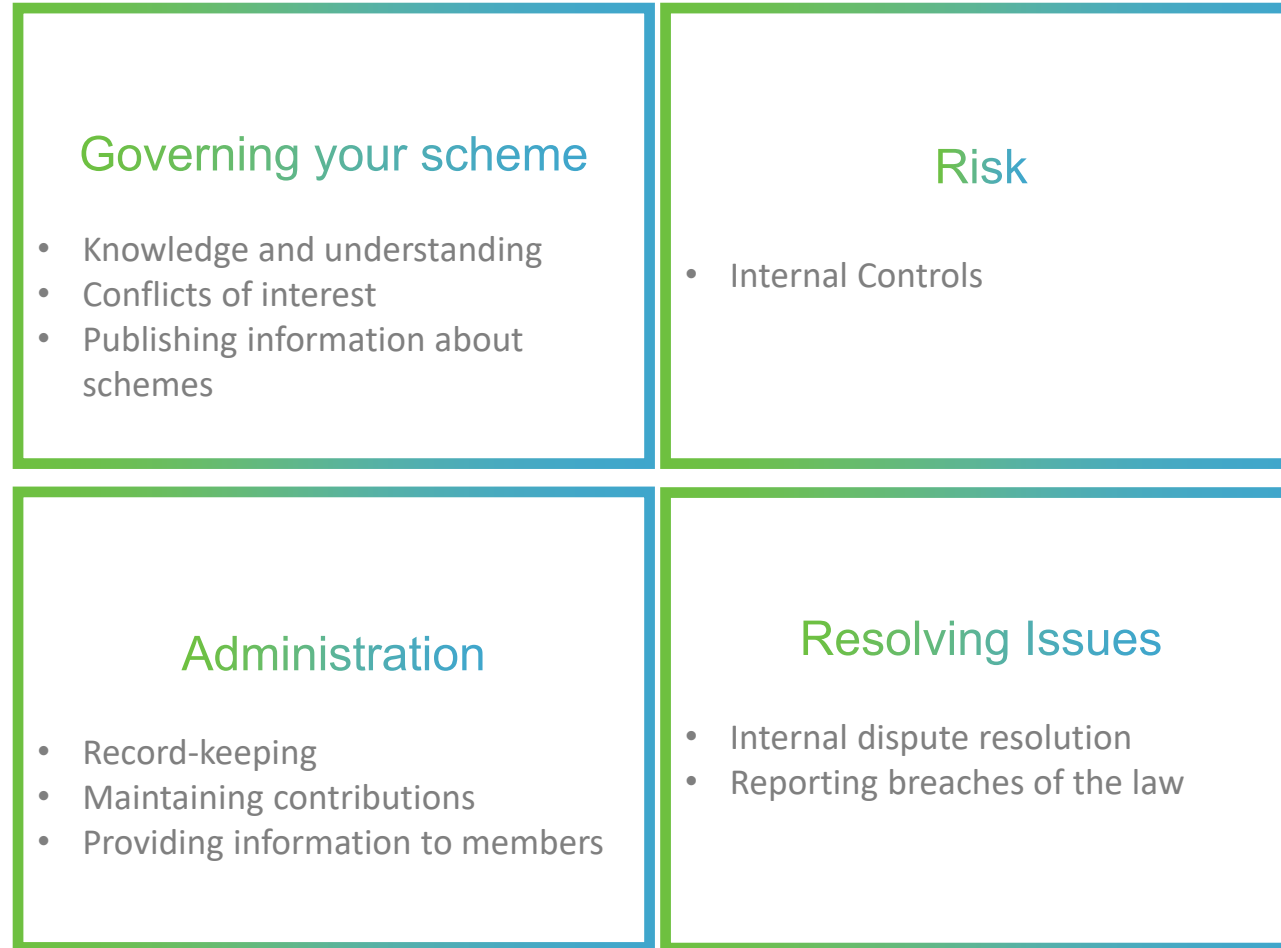 Governing your scheme
• Knowledge and understanding
• Conflicts of interest
• Publishing information about
schemes
Risk
• Internal Controls
Administration
• Record-keeping
• Maintaining contributions
• Providing information to members
Resolving Issues
• Internal dispute resolution
• Reporting breaches of the law